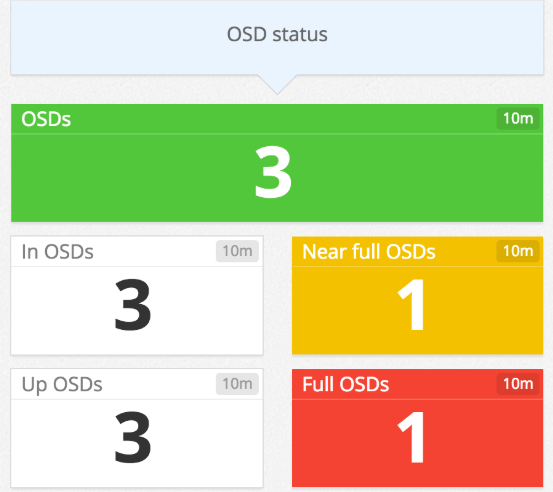 OSD status
OSDs 10m
3
In OSDs 10m
3
Near full OSDs 10m
1
Up OSDs 10m
3
Full OSDs 10m
1